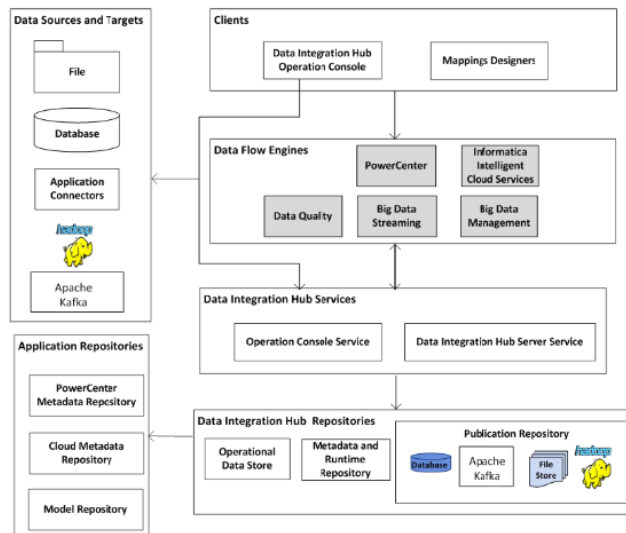 Data Sources and Targets
File
Database
Application
Connectors
hadoop
Apache
Kafka
Clients
Data Integration Hub
Operation Console
Mappings Designers
Data Flow Engines
PowerCenter
Informatica
Intelligent
Cloud Services
Data Quality
Big Data
Streaming
Big Data
Management
Data Integration Hub Services
Operation Console Service
Data Integration Hub Server Service
Application Repositories
PowerCenter
Metadata Repository
Cloud Metadata
Repository
Model Repository
Data Integration Hub Repositories
Operational
Data Store
Metadata and
Runtime
Repository
Publication Repository
Database
Apache
Kafka
File
Store
hadoop